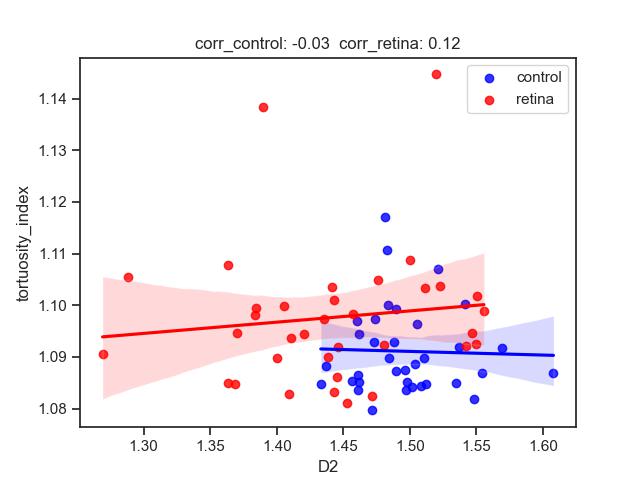 corr_control: -0.03  corr_retina: 0.12
control
retina
1.14
1.13
1.12
1.11
1.10
1.09
1.08
tortuosity_index
1.30
1.35
1.40
1.45
1.50
1.55
1.60
D2